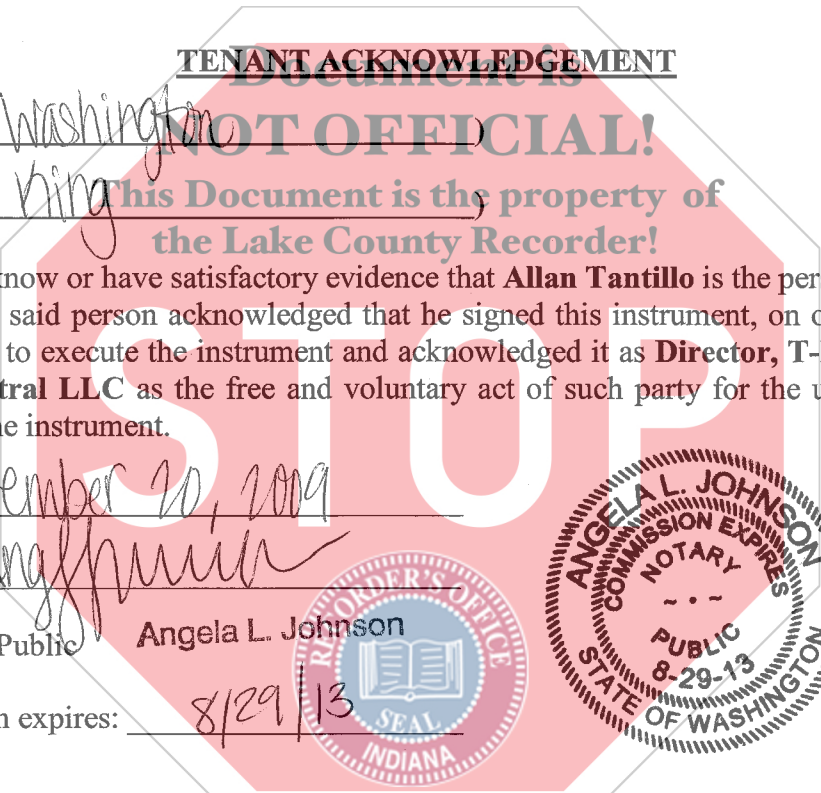 TENANT ACKNOWLEDGEMENT
Document is
Washington )
NOT OFFICIAL!
King )
This Document is the property of
the Lake County Recorder!
know or have satisfactory evidence that Allan Tantillo is the per
said person acknowledged that he signed this instrument, on o
to execute the instrument and acknowledged it as Director, T-
tral LLC as the free and voluntary act of such party for the u
he instrument.
STOP
ember 20, 2009
Public
Angela L. Johnson
n expires: 8/29/13
RECORDER'S OFFICE
SEAL
INDIANA
ANGELA L. JOHNSON
COMMISSION EXPIRES
NOTARY
PUBLIC
8-29-13
STATE OF WASHINGTON